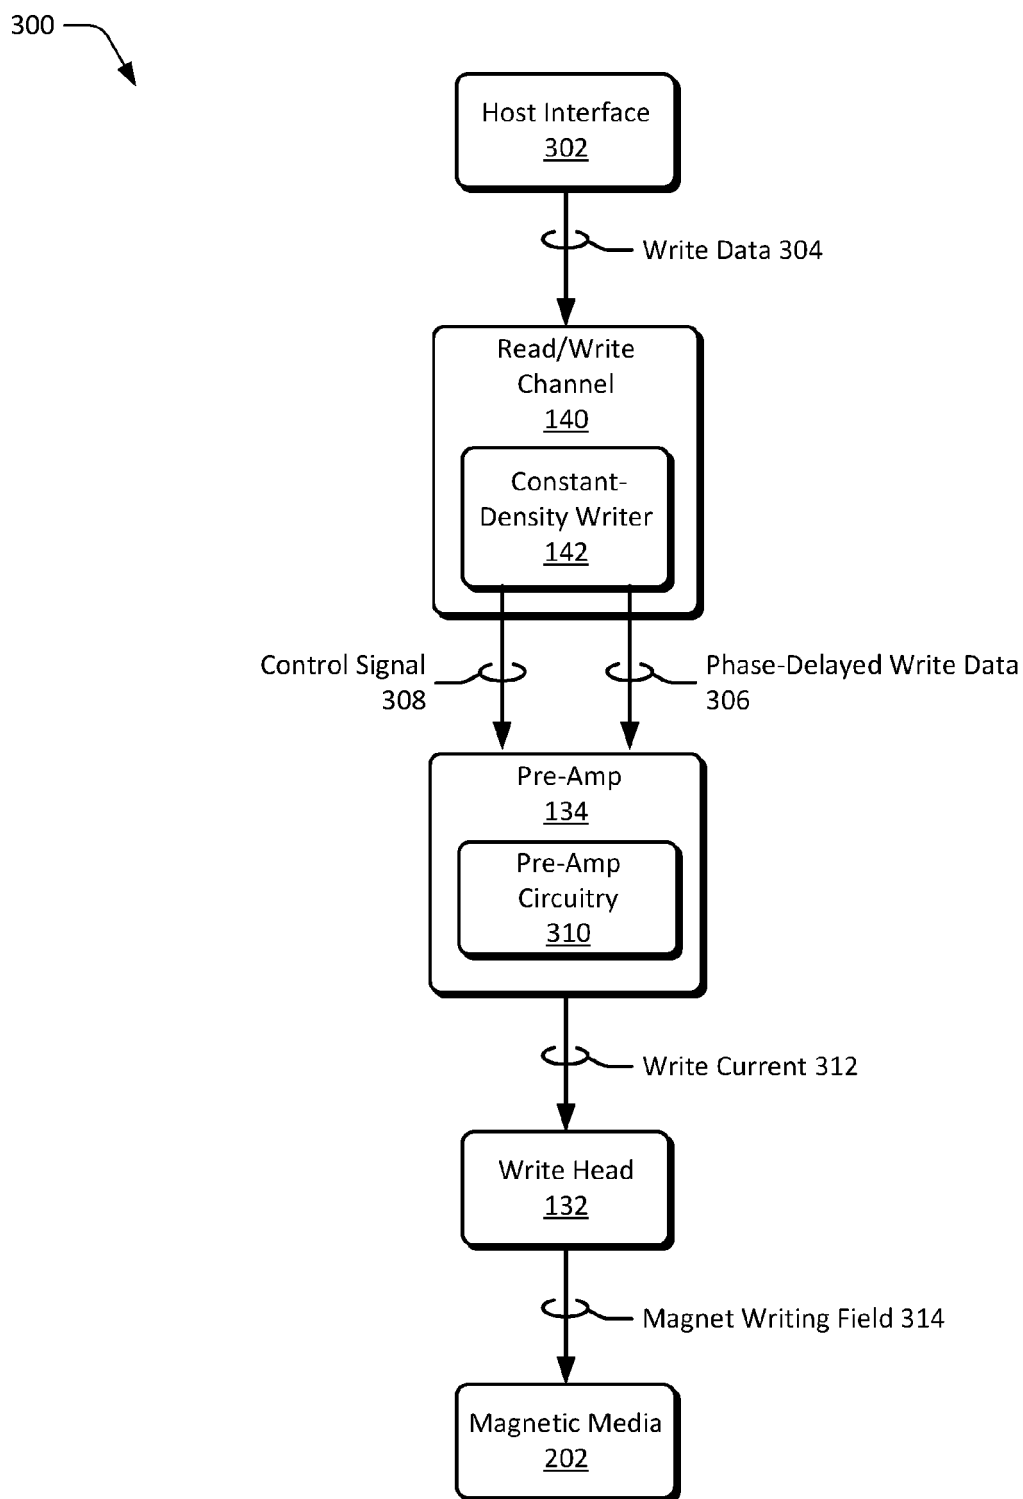 300
Host Interface
302
Write Data 304
Read/Write
Channel
140
Constant-
Density Writer
142
Control Signal
308
Phase-Delayed Write Data
306
Pre-Amp
134
Pre-Amp
Circuitry
310
Write Current 312
Write Head
132
Magnet Writing Field 314
Magnetic Media
202